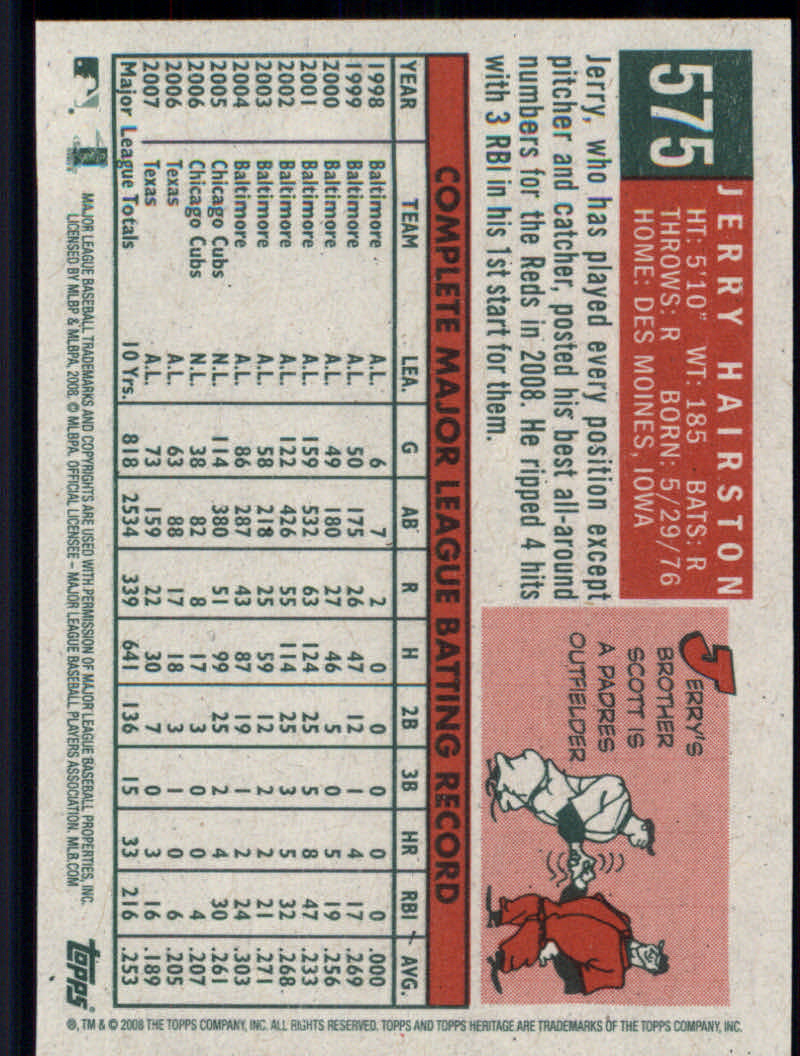 575
JERRY HAIRSTON
HT: 5'10" WT: 185 BATS: R
THROWS: R BORN: 5/29/76
HOME: DES MOINES, IOWA
Jerry, who has played every position except
pitcher and catcher, posted his best all-around
numbers for the Reds in 2008. He ripped 4 hits
with 3 RBI in his 1st start for them.
JERRY'S
BROTHER
SCOTT IS
A PADRES
OUTFIELDER
COMPLETE MAJOR LEAGUE BATTING RECORD
YEAR TEAM LEA. G AB R H 2B 3B HR RBI AVG.
1998 Baltimore A.L. 6 7 2 0 0 0 0 0 .000
1999 Baltimore A.L. 50 175 26 47 12 1 4 17 .269
2000 Baltimore A.L. 49 180 27 46 5 0 5 19 .256
2001 Baltimore A.L. 159 532 63 124 25 5 8 47 .233
2002 Baltimore A.L. 122 426 55 114 25 3 5 32 .268
2003 Baltimore A.L. 58 218 25 59 12 2 2 21 .271
2004 Baltimore A.L. 86 287 43 87 19 1 2 24 .303
2005 Chicago Cubs N.L. 114 380 51 99 25 2 4 30 .261
2006 Chicago Cubs N.L. 38 82 8 17 3 0 0 4 .207
2006 Texas A.L. 63 88 17 18 3 1 0 6 .205
2007 Texas A.L. 73 159 22 30 7 0 3 16 .189
Major League Totals 10 Yrs. 818 2534 339 641 136 15 33 216 .253
MAJOR LEAGUE BASEBALL TRADEMARKS AND COPYRIGHTS ARE USED WITH PERMISSION OF MAJOR LEAGUE BASEBALL PROPERTIES, INC.
LICENSED BY MLBP & MLBPA, 2008. © MLBPA. OFFICIAL LICENSEE – MAJOR LEAGUE BASEBALL PLAYERS ASSOCIATION. MLB.COM
topps
®, TM & © 2008 THE TOPPS COMPANY, INC. ALL RIGHTS RESERVED. TOPPS AND TOPPS HERITAGE ARE TRADEMARKS OF THE TOPPS COMPANY, INC.